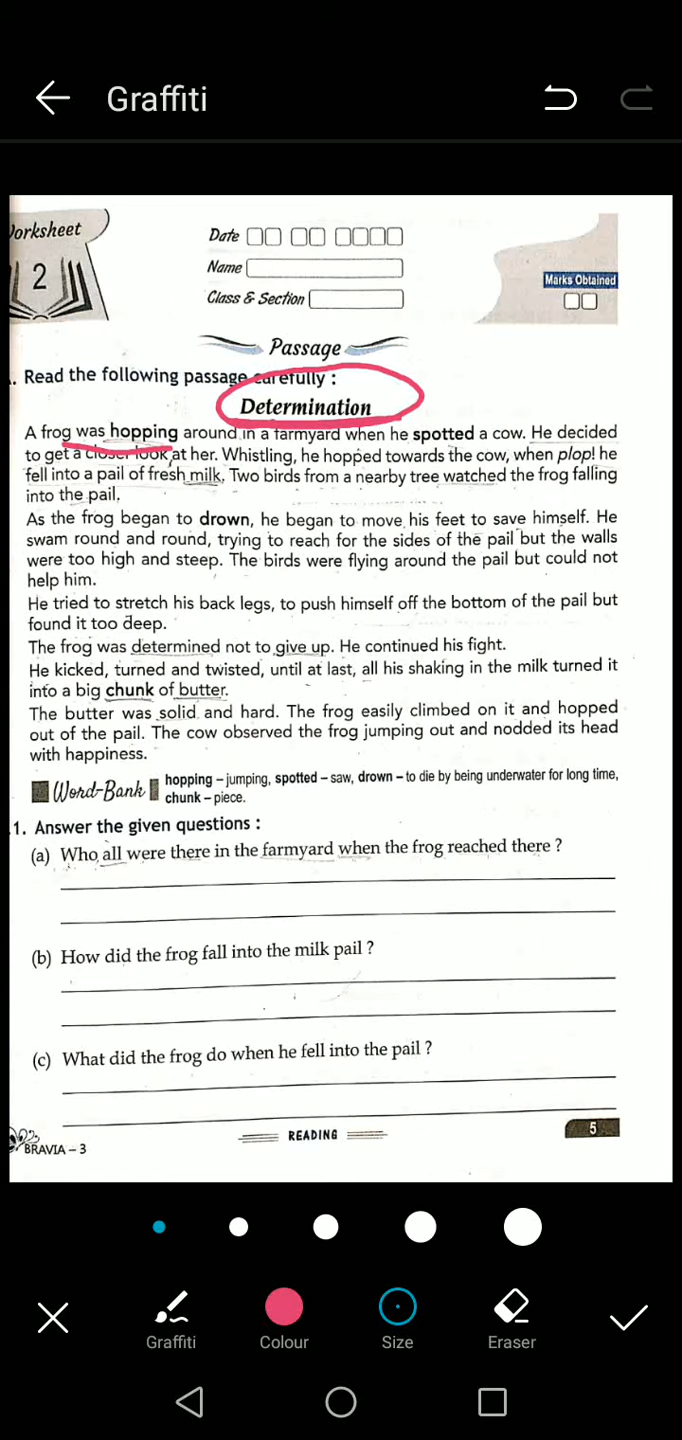 Graffiti
orksheet
2
Date
Name
Class & Section
Marks Obtained
Passage
. Read the following passage carefully :
Determination
A frog was hopping around in a farmyard when he spotted a cow. He decided
to get a closer look at her. Whistling, he hopped towards the cow, when plop! he
fell into a pail of fresh milk. Two birds from a nearby tree watched the frog falling
into the pail.
As the frog began to drown, he began to move his feet to save himself. He
swam round and round, trying to reach for the sides of the pail but the walls
were too high and steep. The birds were flying around the pail but could not
help him.
He tried to stretch his back legs, to push himself off the bottom of the pail but
found it too deep.
The frog was determined not to give up. He continued his fight.
He kicked, turned and twisted, until at last, all his shaking in the milk turned it
into a big chunk of butter.
The butter was solid and hard. The frog easily climbed on it and hopped
out of the pail. The cow observed the frog jumping out and nodded its head
with happiness.
Word-Bank hopping – jumping, spotted – saw, drown – to die by being underwater for long time,
chunk – piece.
.1. Answer the given questions :
(a) Who all were there in the farmyard when the frog reached there ?
(b) How did the frog fall into the milk pail ?
(c) What did the frog do when he fell into the pail ?
BRAVIA – 3
READING
5
Graffiti
Colour
Size
Eraser